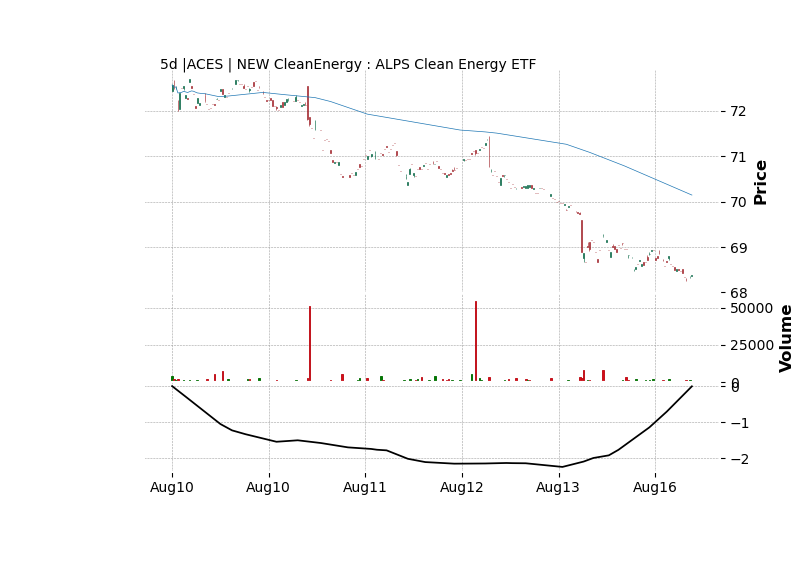 5d |ACES | NEW CleanEnergy : ALPS Clean Energy ETF
72
71
70
69
68
Price
50000
25000
0
Volume
0
−1
−2
Aug10 Aug10 Aug11 Aug12 Aug13 Aug16